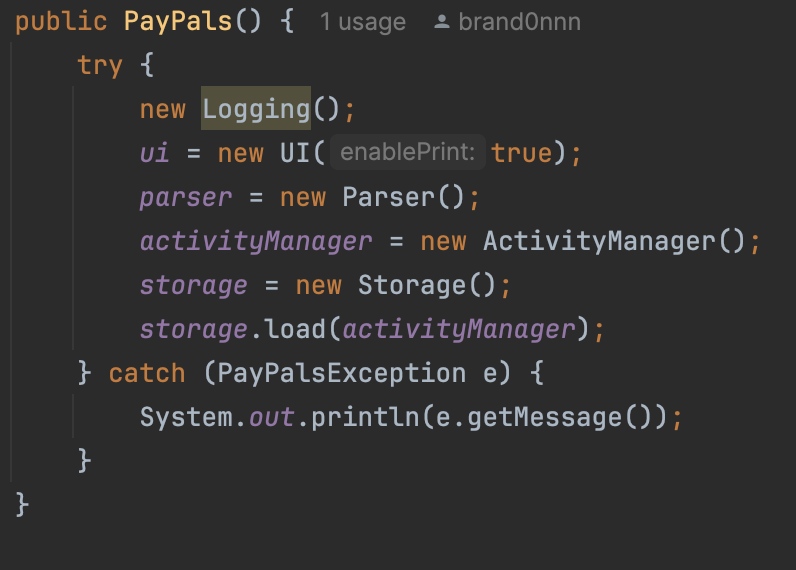 public PayPals() { 1 usage brand0nnn
try {
new Logging();
ui = new UI( enablePrint: true);
parser = new Parser();
activityManager = new ActivityManager();
storage = new Storage();
storage.load(activityManager);
} catch (PayPalsException e) {
System.out.println(e.getMessage());
}
}